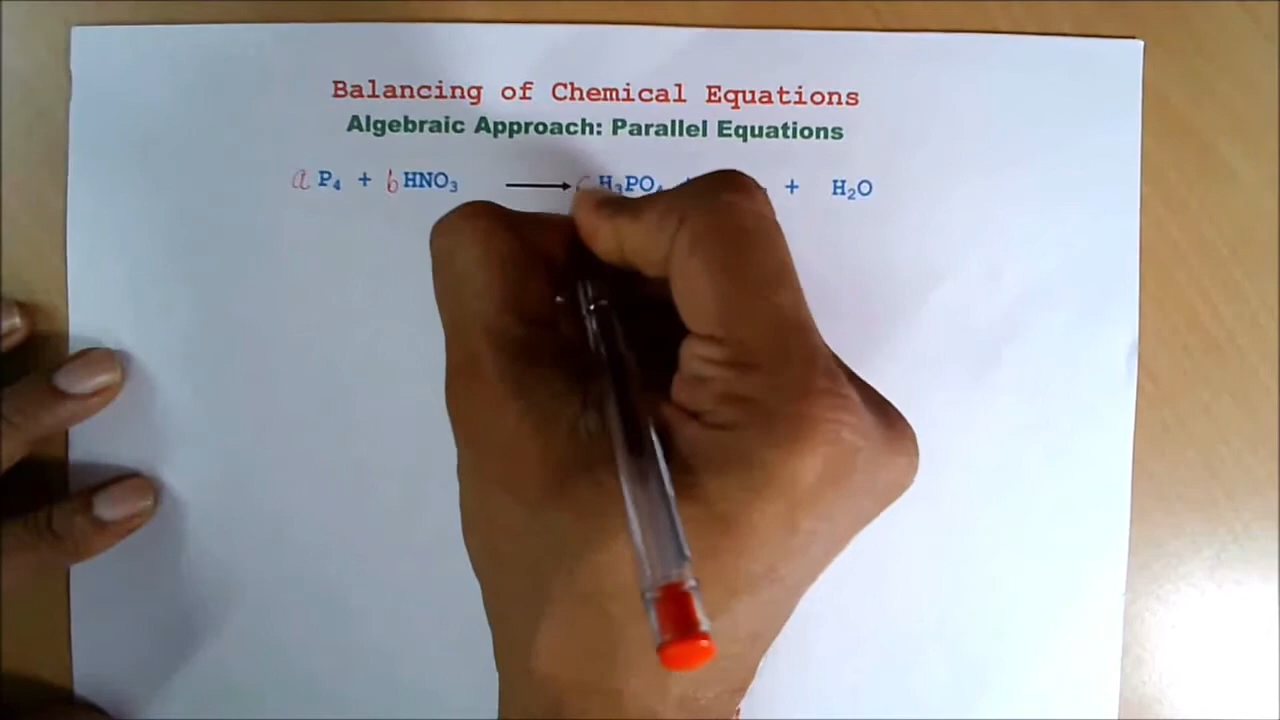 Balancing of Chemical Equations
Algebraic Approach: Parallel Equations
a P₄ + b HNO₃ ⟶ c H₃PO₄ + H₂O